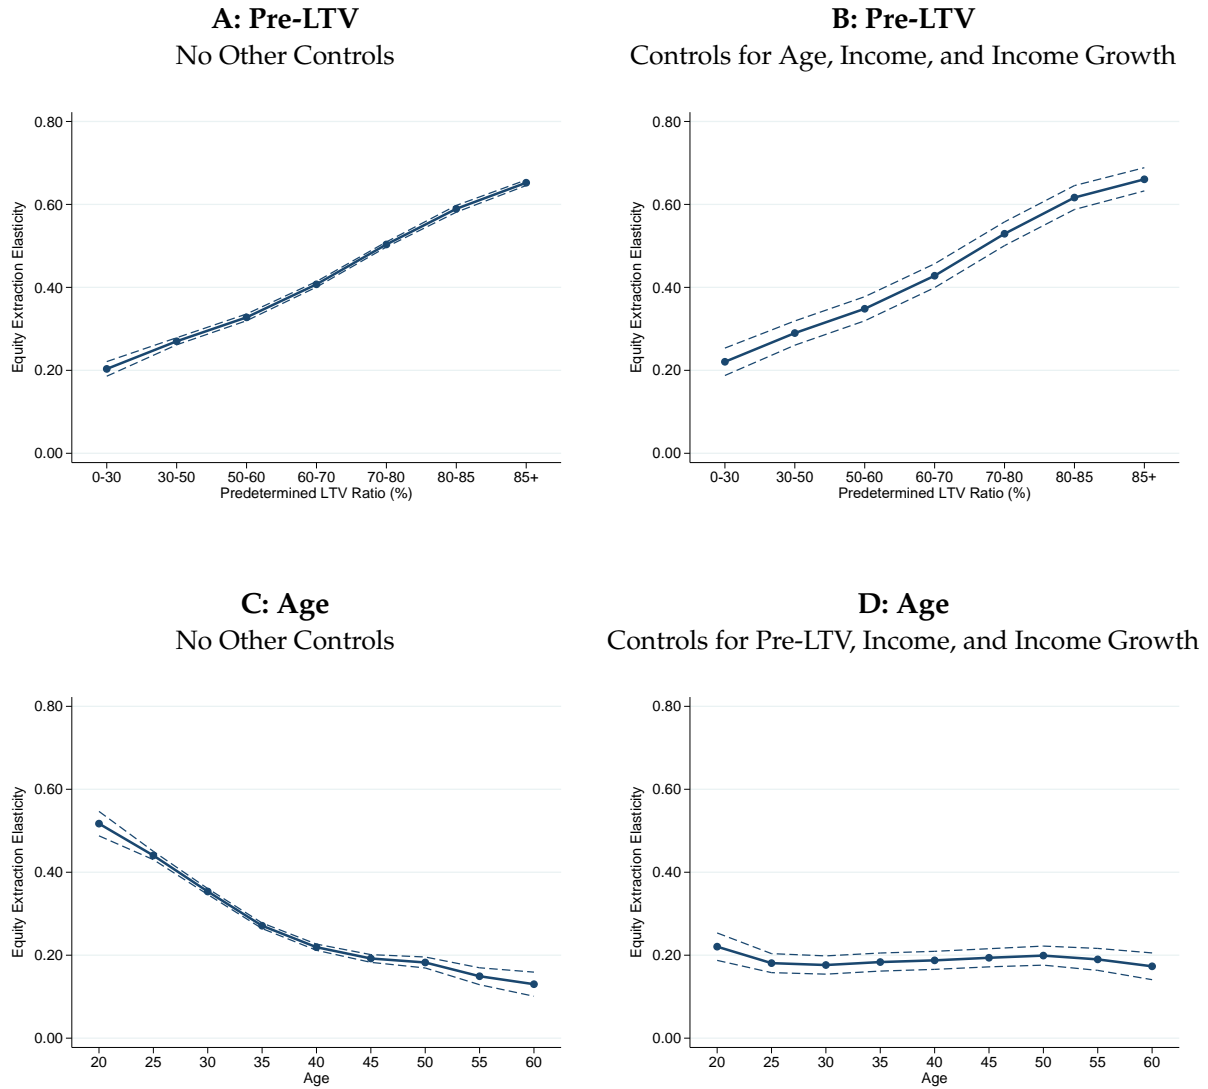 A: Pre-LTV
No Other Controls
0.80
0.60
0.40
0.20
0.00
Equity Extraction Elasticity
0-30 30-50 50-60 60-70 70-80 80-85 85+
Predetermined LTV Ratio (%)
B: Pre-LTV
Controls for Age, Income, and Income Growth
0.80
0.60
0.40
0.20
0.00
Equity Extraction Elasticity
0-30 30-50 50-60 60-70 70-80 80-85 85+
Predetermined LTV Ratio (%)
C: Age
No Other Controls
0.80
0.60
0.40
0.20
0.00
Equity Extraction Elasticity
20 25 30 35 40 45 50 55 60
Age
D: Age
Controls for Pre-LTV, Income, and Income Growth
0.80
0.60
0.40
0.20
0.00
Equity Extraction Elasticity
20 25 30 35 40 45 50 55 60
Age